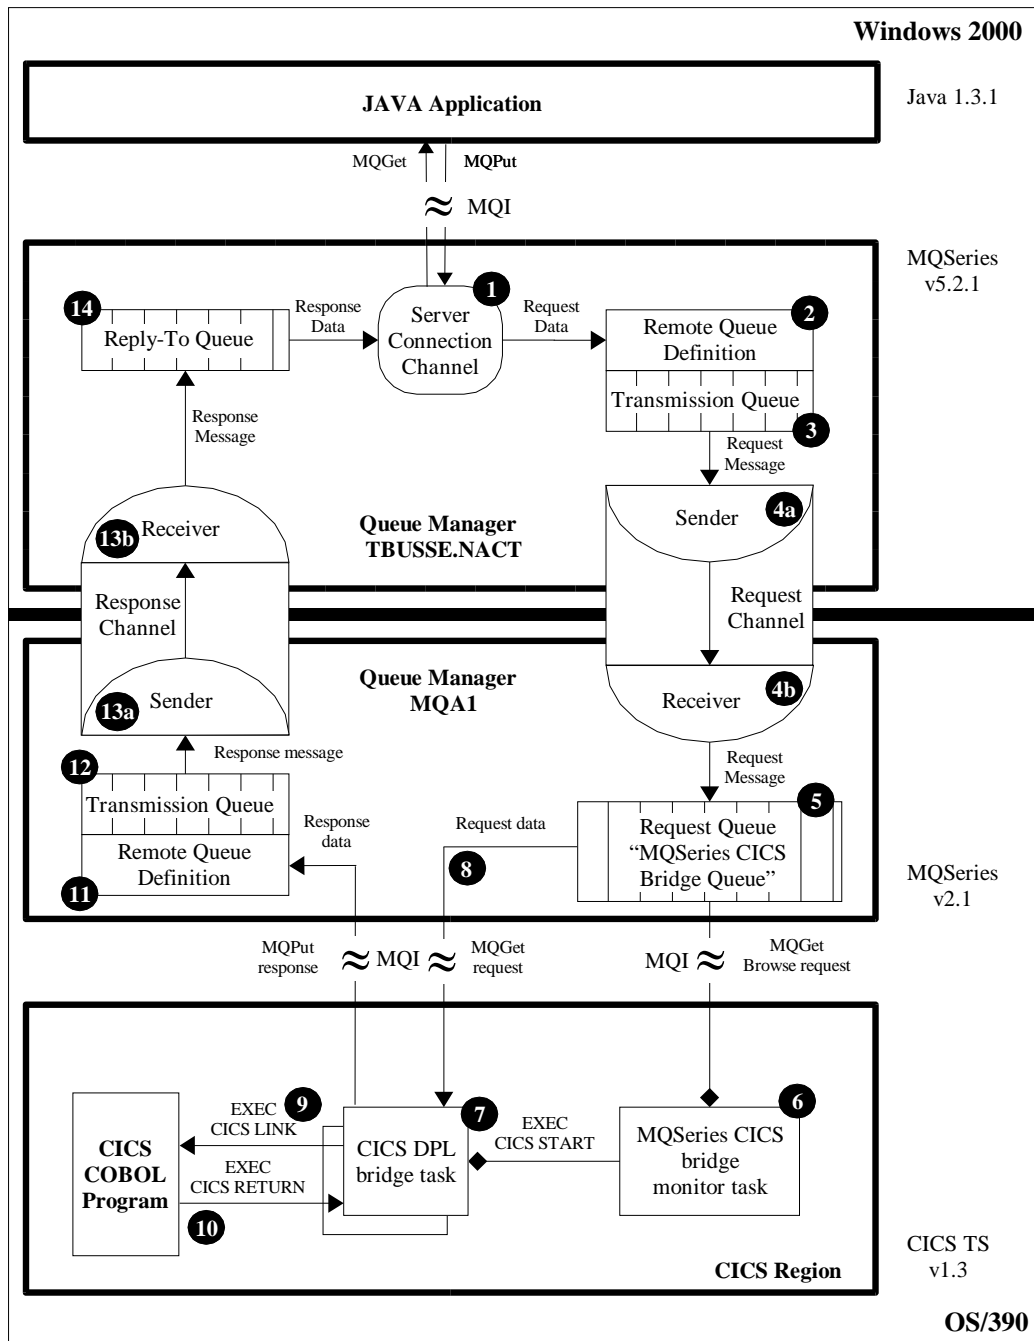 Windows 2000
JAVA Application
Java 1.3.1
MQGet
MQPut
≈ MQI
MQSeries
v5.2.1
1
14
Reply-To Queue
Response
Data
Server
Connection
Channel
Request
Data
2
Remote Queue
Definition
Transmission Queue
3
Response
Message
Request
Message
4a
Sender
13b
Receiver
Queue Manager
TBUSSE.NACT
Response
Channel
Request
Channel
Queue Manager
MQA1
13a
Sender
4b
Receiver
Response message
12
Transmission Queue
Remote Queue
Definition
11
Response
data
Request data
8
Request
Message
5
Request Queue
“MQSeries CICS
Bridge Queue”
MQSeries
v2.1
MQPut
response
≈ MQI ≈
MQGet
request
MQI ≈
MQGet
Browse request
9
EXEC
CICS LINK
7
CICS DPL
bridge task
EXEC
CICS START
6
MQSeries CICS
bridge
monitor task
CICS
COBOL
Program
EXEC
CICS RETURN
10
CICS Region
CICS TS
v1.3
OS/390